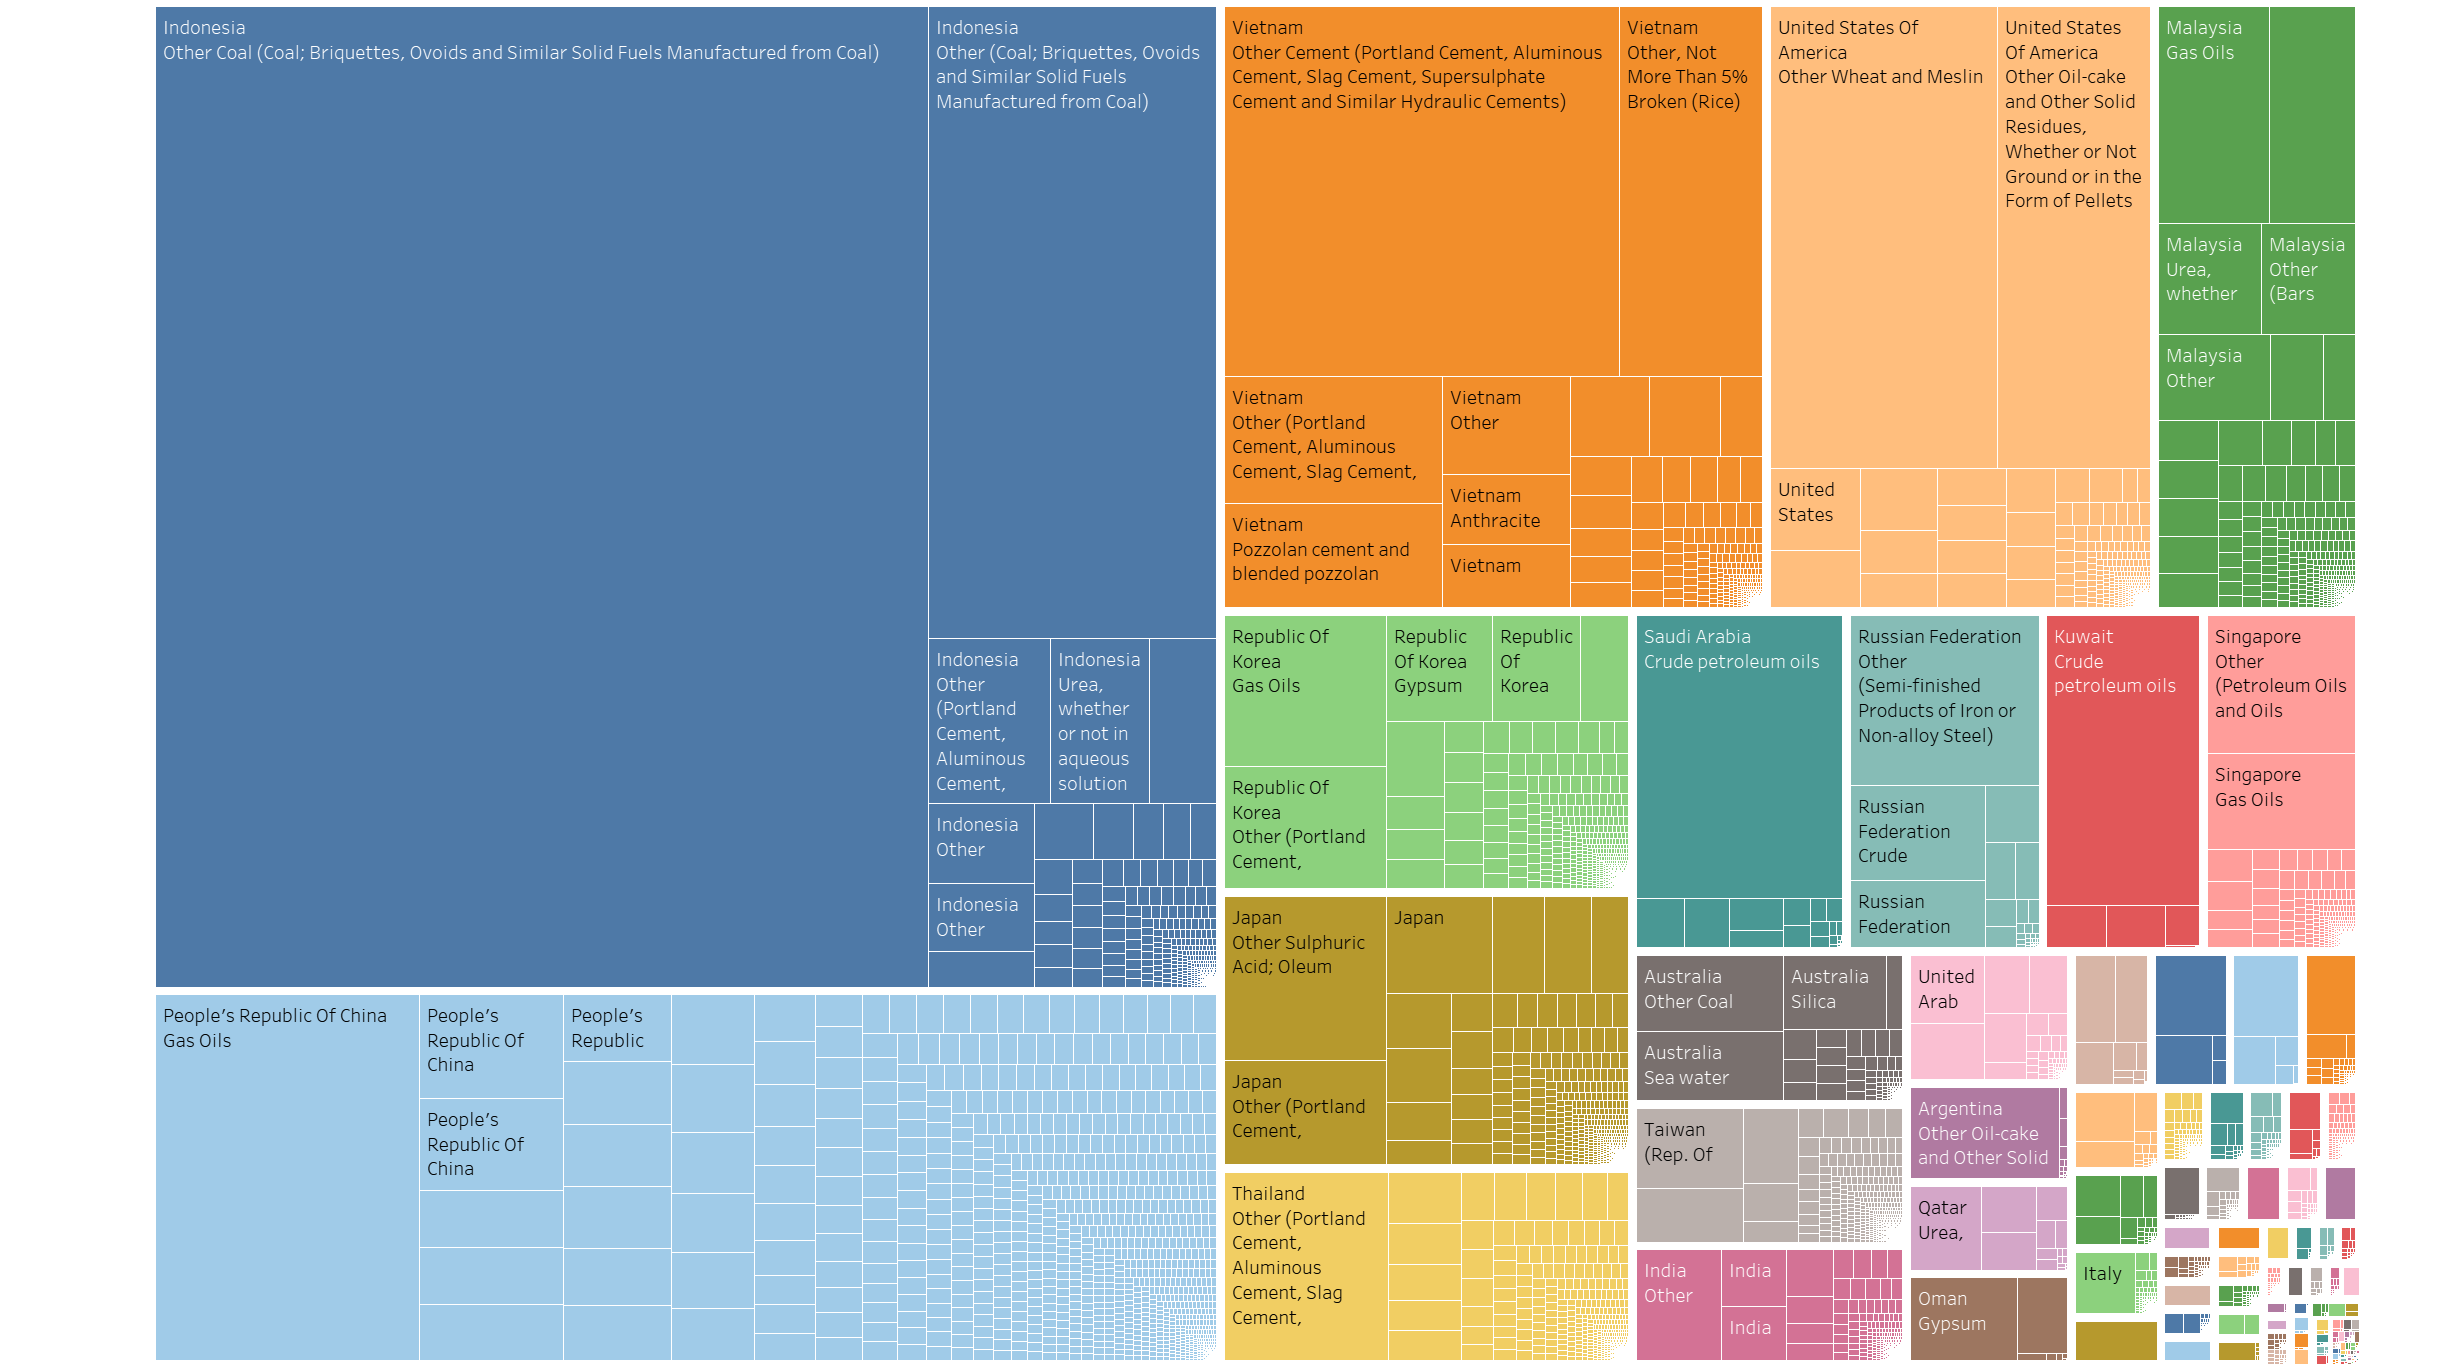 Indonesia
Other Coal (Coal; Briquettes, Ovoids and Similar Solid Fuels Manufactured from Coal)
Indonesia
Other (Coal; Briquettes, Ovoids
and Similar Solid Fuels
Manufactured from Coal)
Indonesia
Other
(Portland
Cement,
Aluminous
Cement,
Indonesia
Urea,
whether
or not in
aqueous
solution
Indonesia
Other
Indonesia
Other
People’s Republic Of China
Gas Oils
People’s
Republic Of
China
People’s
Republic Of
China
People’s
Republic
Vietnam
Other Cement (Portland Cement, Aluminous
Cement, Slag Cement, Supersulphate
Cement and Similar Hydraulic Cements)
Vietnam
Other, Not
More Than 5%
Broken (Rice)
Vietnam
Other (Portland
Cement, Aluminous
Cement, Slag Cement,
Vietnam
Pozzolan cement and
blended pozzolan
Vietnam
Other
Vietnam
Anthracite
Vietnam
United States Of
America
Other Wheat and Meslin
United States
Of America
Other Oil-cake
and Other Solid
Residues,
Whether or Not
Ground or in the
Form of Pellets
United
States
Malaysia
Gas Oils
Malaysia
Urea,
whether
Malaysia
Other
(Bars
Malaysia
Other
Republic Of
Korea
Gas Oils
Republic
Of Korea
Gypsum
Republic
Of
Korea
Republic Of
Korea
Other (Portland
Cement,
Japan
Other Sulphuric
Acid; Oleum
Japan
Japan
Other (Portland
Cement,
Thailand
Other (Portland
Cement,
Aluminous
Cement, Slag
Cement,
Saudi Arabia
Crude petroleum oils
Russian Federation
Other
(Semi-finished
Products of Iron or
Non-alloy Steel)
Russian
Federation
Crude
Russian
Federation
Kuwait
Crude
petroleum oils
Singapore
Other
(Petroleum Oils
and Oils
Singapore
Gas Oils
Australia
Other Coal
Australia
Silica
Australia
Sea water
Taiwan
(Rep. Of
India
Other
India
India
United
Arab
Argentina
Other Oil-cake
and Other Solid
Qatar
Urea,
Oman
Gypsum
Italy